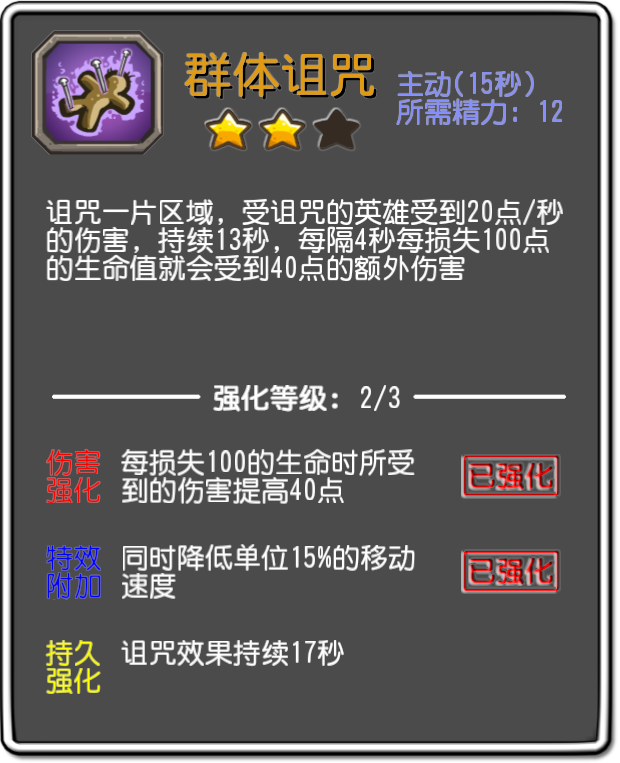 群体诅咒
主动(15秒)
所需精力: 12
诅咒一片区域，受诅咒的英雄受到20点/秒
的伤害，持续13秒，每隔4秒每损失100点
的生命值就会受到40点的额外伤害
强化等级: 2/3
伤害
强化
每损失100的生命时所受
到的伤害提高40点
已强化
特效
附加
同时降低单位15%的移动
速度
已强化
持久
强化
诅咒效果持续17秒